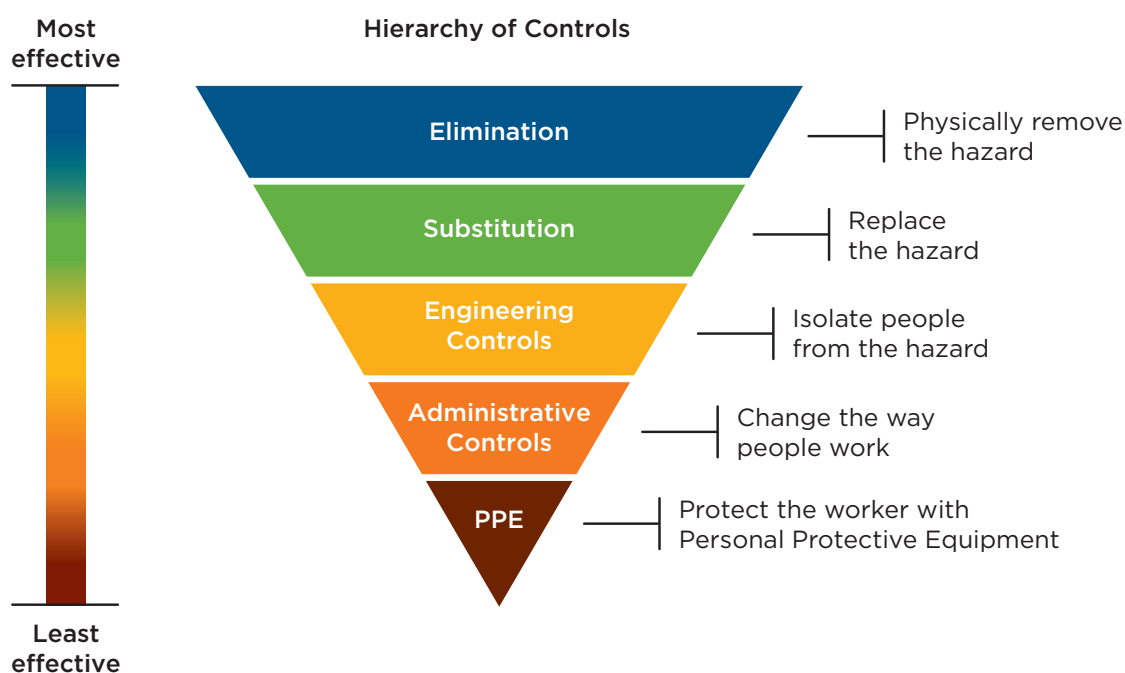 Most
effective
Hierarchy of Controls
Elimination
Physically remove
the hazard
Substitution
Replace
the hazard
Engineering
Controls
Isolate people
from the hazard
Administrative
Controls
Change the way
people work
PPE
Protect the worker with
Personal Protective Equipment
Least
effective